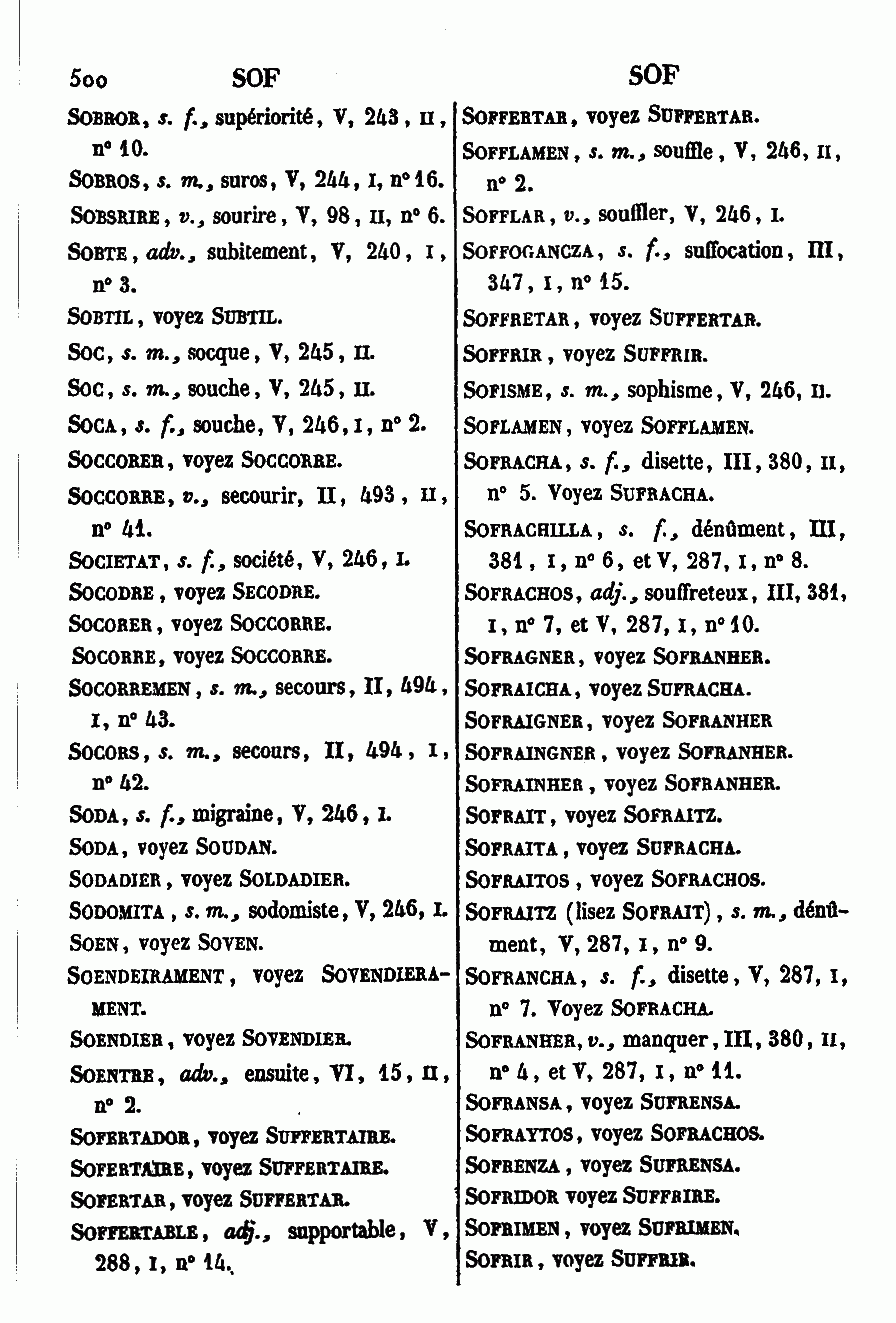 500 SOF SOF
SOBROR, s. f., supériorité, V, 243, II,
n° 10.
SOBROS, s. m., suros, V, 244, I, n° 16.
SOBSRIRE, v., sourire, V, 98, II, n° 6.
SOBTE, adv., subitement, V, 240, I,
n° 3.
SOBTIL, voyez SUBTIL.
SOC, s. m., socque, V, 245, II.
SOC, s. m., souche, V, 245, II.
SOCA, s. f., souche, V, 246, I, n° 2.
SOCCORER, voyez SOCCORRE.
SOCCORRE, v., secourir, II, 493, II,
n° 41.
SOCIETAT, s. f., société, V, 246, I.
SOCODRE, voyez SECODRE.
SOCORER, voyez SOCCORRE.
SOCORRE, voyez SOCCORRE.
SOCORREMEN, s. m., secours, II, 494,
I, n° 43.
SOCORS, s. m., secours, II, 494, I,
n° 42.
SODA, s. f., migraine, V, 246, I.
SODA, voyez SOUDAN.
SODADIER, voyez SOLDADIER.
SODOMITA, s. m., sodomiste, V, 246, I.
SOEN, voyez SOVEN.
SOENDEIRAMENT, voyez SOVENDIERA-
MENT.
SOENDIER, voyez SOVENDIER.
SOENTRE, adv., ensuite, VI, 15, II,
n° 2.
SOFERTADOR, voyez SUFFERTAIRE.
SOFERTAIRE, voyez SUFFERTAIRE.
SOFERTAR, voyez SUFFERTAR.
SOFFERTABLE, adj., supportable, V,
288, I, n° 14.
SOFFERTAR, voyez SUFFERTAR.
SOFFLAMEN, s. m., souffle, V, 246, II,
n° 2.
SOFFLAR, v., souffler, V, 246, I.
SOFFOGANCZA, s. f., suffocation, III,
347, I, n° 15.
SOFFRETAR, voyez SUFFERTAR.
SOFFRIR, voyez SUFFRIR.
SOFISME, s. m., sophisme, V, 246, II.
SOFLAMEN, voyez SOFFLAMEN.
SOFRACHA, s. f., disette, III, 380, II,
n° 5. Voyez SUFRACHA.
SOFRACHILLA, s. f., dénûment, III,
381, I, n° 6, et V, 287, I, n° 8.
SOFRACHOS, adj., souffreteux, III, 381,
I, n° 7, et V, 287, I, n° 10.
SOFRAGNER, voyez SOFRANHER.
SOFRAICHA, voyez SUFRACHA.
SOFRAIGNER, voyez SOFRANHER
SOFRAINGNER, voyez SOFRANHER.
SOFRAINHER, voyez SOFRANHER.
SOFRAIT, voyez SOFRAITZ.
SOFRAITA, voyez SUFRACHA.
SOFRAITOS, voyez SOFRACHOS.
SOFRAITZ (lisez SOFRAIT), s. m., dénû-
ment, V, 287, I, n° 9.
SOFRANCHA, s. f., disette, V, 287, I,
n° 7. Voyez SOFRACHA.
SOFRANHER, v., manquer, III, 380, II,
n° 4, et V, 287, I, n° 11.
SOFRANSA, voyez SUFRENSA.
SOFRAYTOS, voyez SOFRACHOS.
SOFRENZA, voyez SUFRENSA.
SOFRIDOR voyez SUFFRIRE.
SOFRIMEN, voyez SUFRIMEN.
SOFRIR, voyez SUFFRIR.